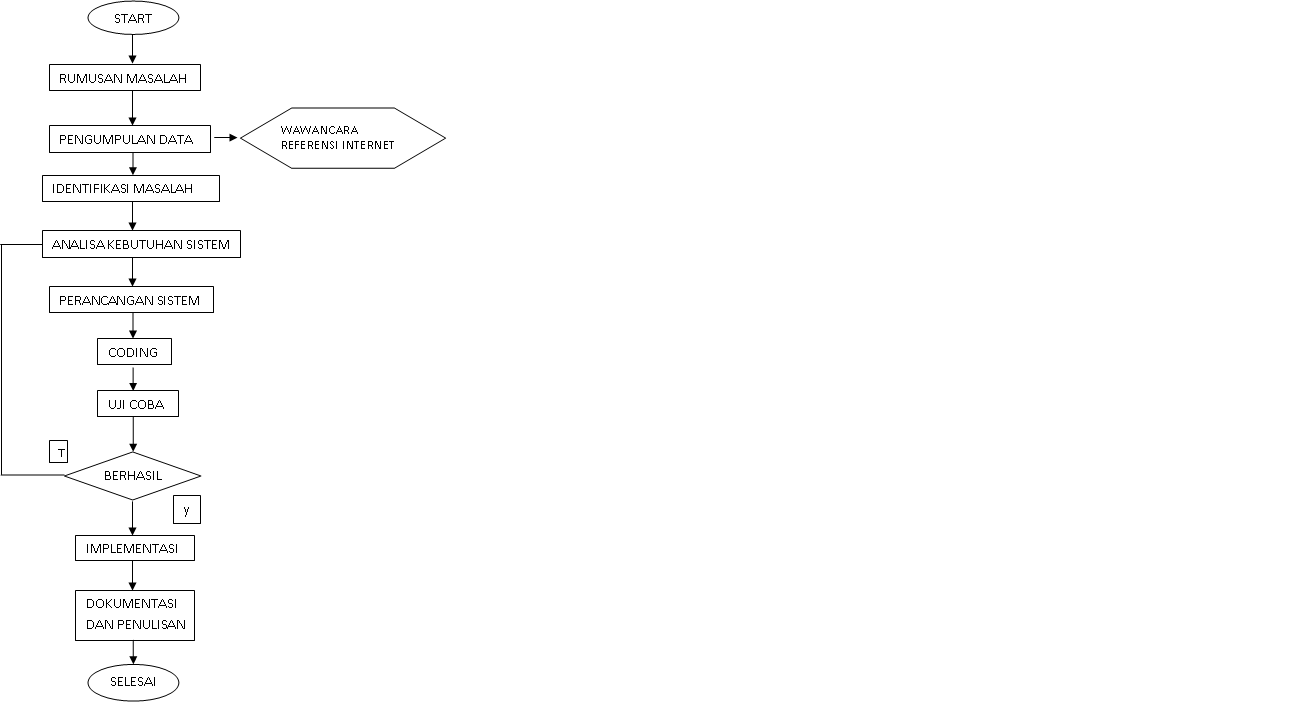 START
RUMUSAN MASALAH
PENGUMPULAN DATA
WAWANCARA
REFERENSI INTERNET
IDENTIFIKASI MASALAH
ANALISA KEBUTUHAN SISTEM
PERANCANGAN SISTEM
CODING
UJI COBA
T
BERHASIL
y
IMPLEMENTASI
DOKUMENTASI
DAN PENULISAN
SELESAI